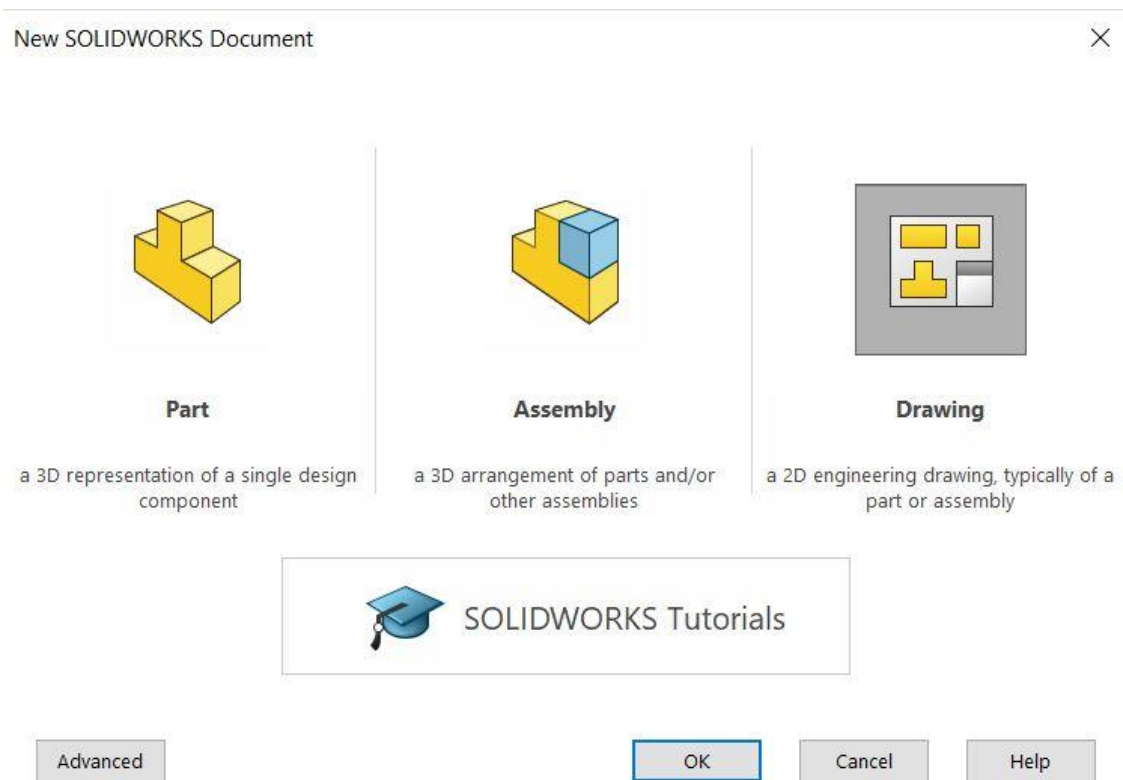 New SOLIDWORKS Document
Part
a 3D representation of a single design
component
Assembly
a 3D arrangement of parts and/or
other assemblies
Drawing
a 2D engineering drawing, typically of a
part or assembly
SOLIDWORKS Tutorials
Advanced
OK
Cancel
Help